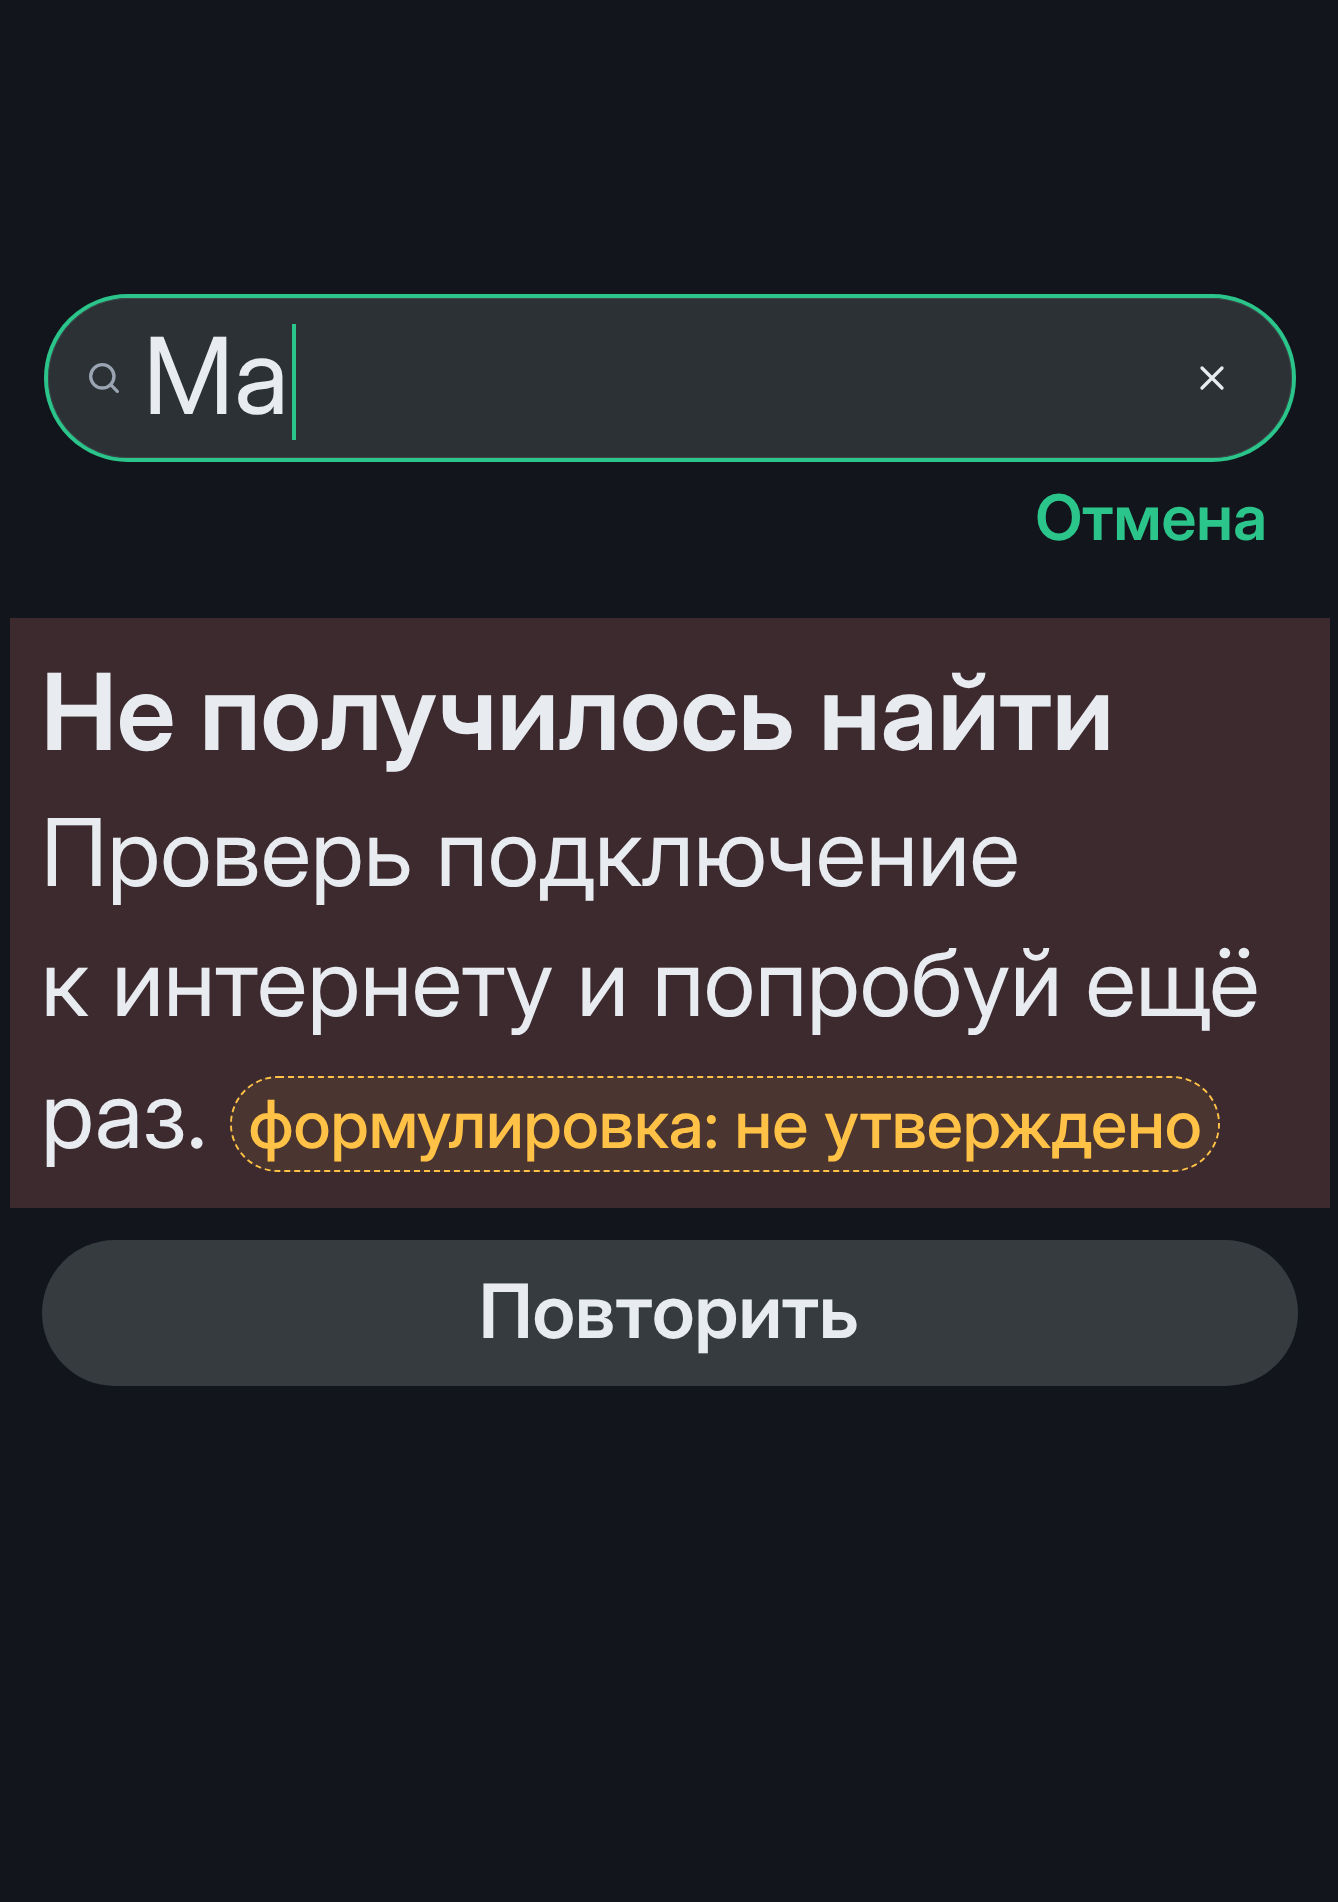 Ма
Отмена
Не получилось найти
Проверь подключение
к интернету и попробуй ещё
раз. формулировка: не утверждено
Повторить